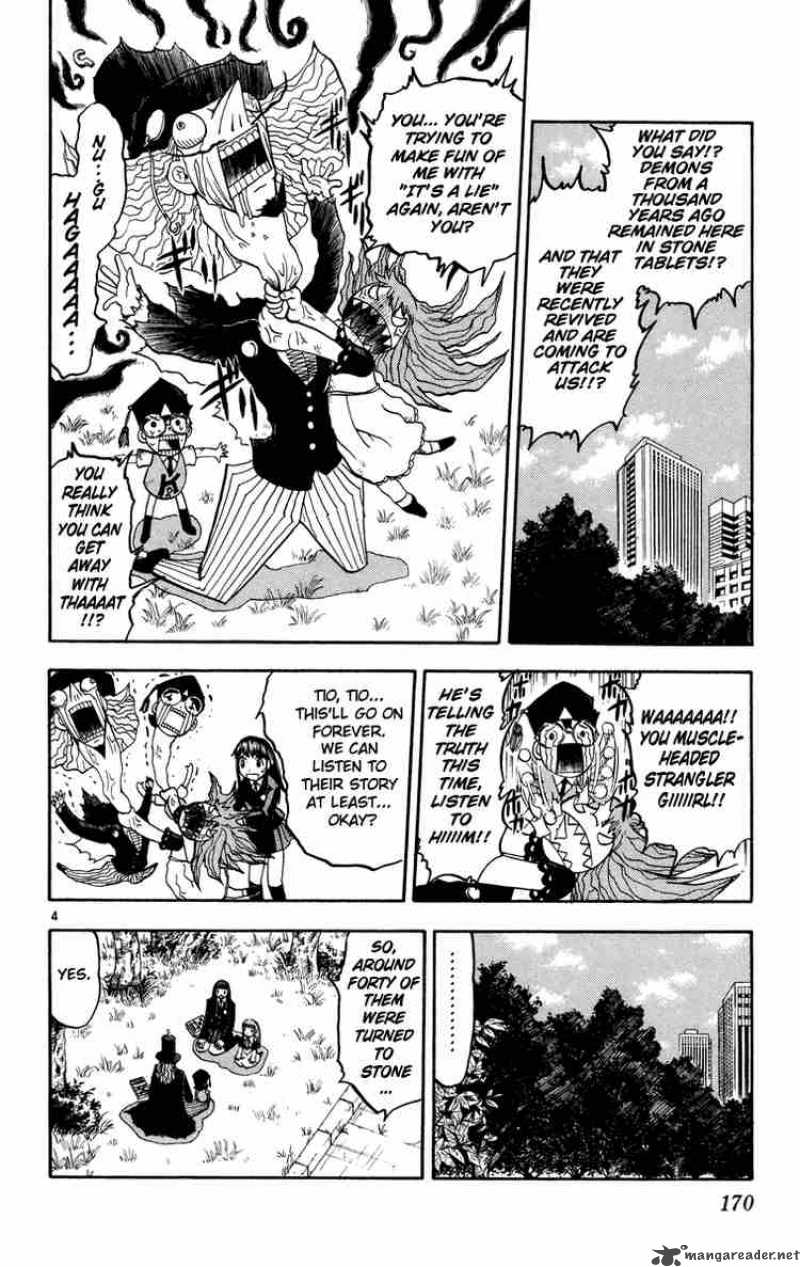 WHAT DID
YOU SAY!?
DEMONS
FROM A
THOUSAND
YEARS AGO
REMAINED HERE
IN STONE
TABLETS!?
AND THAT
THEY
WERE
RECENTLY
REVIVED
AND ARE
COMING TO
ATTACK
US!!?
YOU... YOU'RE
TRYING TO
MAKE FUN OF
ME WITH
"IT'S A LIE"
AGAIN, AREN'T
YOU?
NU...GU
HAGAAAAA...
YOU
REALLY
THINK
YOU CAN
GET
AWAY
WITH
THAAAAT
!!?
WAAAAAAA!!
YOU MUSCLE-
HEADED
STRANGLER
GIIIIIRL!!
HE'S
TELLING
THE
TRUTH
THIS
TIME,
LISTEN
TO
HIIIIM!!
TIO, TIO...
THIS'LL GO ON
FOREVER.
WE CAN
LISTEN TO
THEIR STORY
AT LEAST...
OKAY?
4
.........
SO,
AROUND
FORTY OF
THEM
WERE
TURNED
TO
STONE
...
YES.
170
mangareader.net